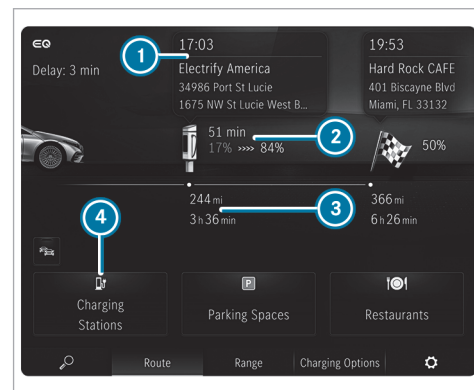 EQ
Delay: 3 min
1
17:03
Electrify America
34986 Port St Lucie
1675 NW St Lucie West B...
19:53
Hard Rock CAFE
401 Biscayne Blvd
Miami, FL 33132
51 min
17% »»» 84%
2
50%
244 mi
3 h 36 min
3
366 mi
6 h 26 min
4
Charging
Stations
P
Parking Spaces
Restaurants
Route
Range
Charging Options